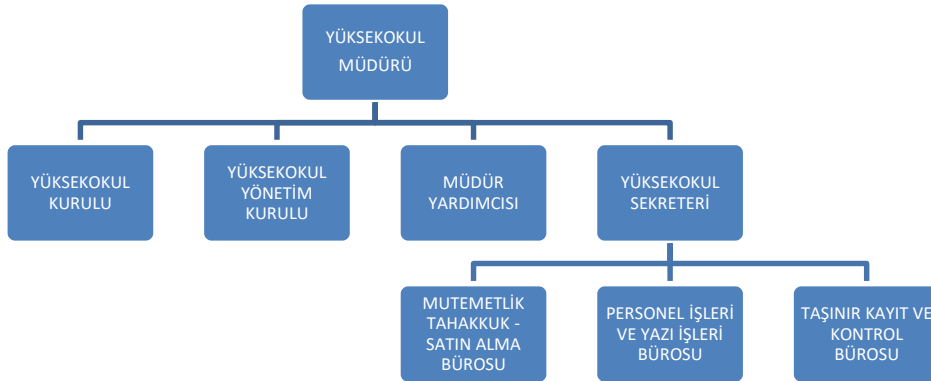 YÜKSEKOKUL
MÜDÜRÜ
YÜKSEKOKUL
KURULU
YÜKSEKOKUL
YÖNETİM
KURULU
MÜDÜR
YARDIMCISI
YÜKSEKOKUL
SEKRETERİ
MUTEMETLİK
TAHAKKUK -
SATIN ALMA
BÜROSU
PERSONEL İŞLERİ
VE YAZI İŞLERİ
BÜROSU
TAŞINIR KAYIT VE
KONTROL
BÜROSU